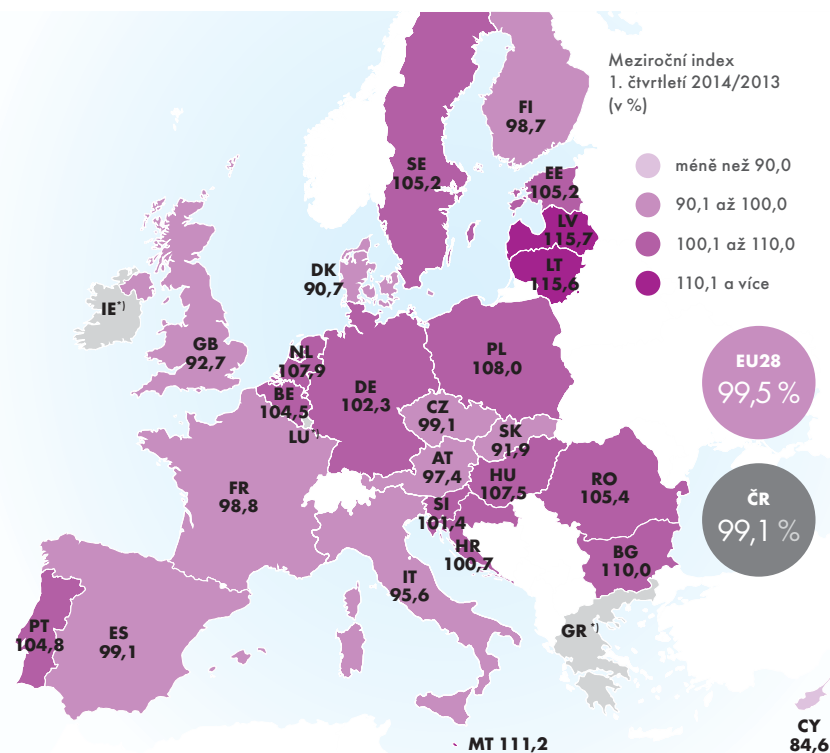 Meziroční index
1. čtvrtletí 2014/2013
(v %)
méně než 90,0
90,1 až 100,0
100,1 až 110,0
110,1 a více
EU28
99,5 %
ČR
99,1 %
FI
98,7
SE
105,2
EE
105,2
LV
115,7
LT
115,6
DK
90,7
IE*)
GB
92,7
NL
107,9
BE
104,5
LU*)
DE
102,3
PL
108,0
CZ
99,1
SK
91,9
AT
97,4
HU
107,5
SI
101,4
HR
100,7
RO
105,4
BG
110,0
FR
98,8
IT
95,6
PT
104,8
ES
99,1
GR*)
MT 111,2
CY
84,6